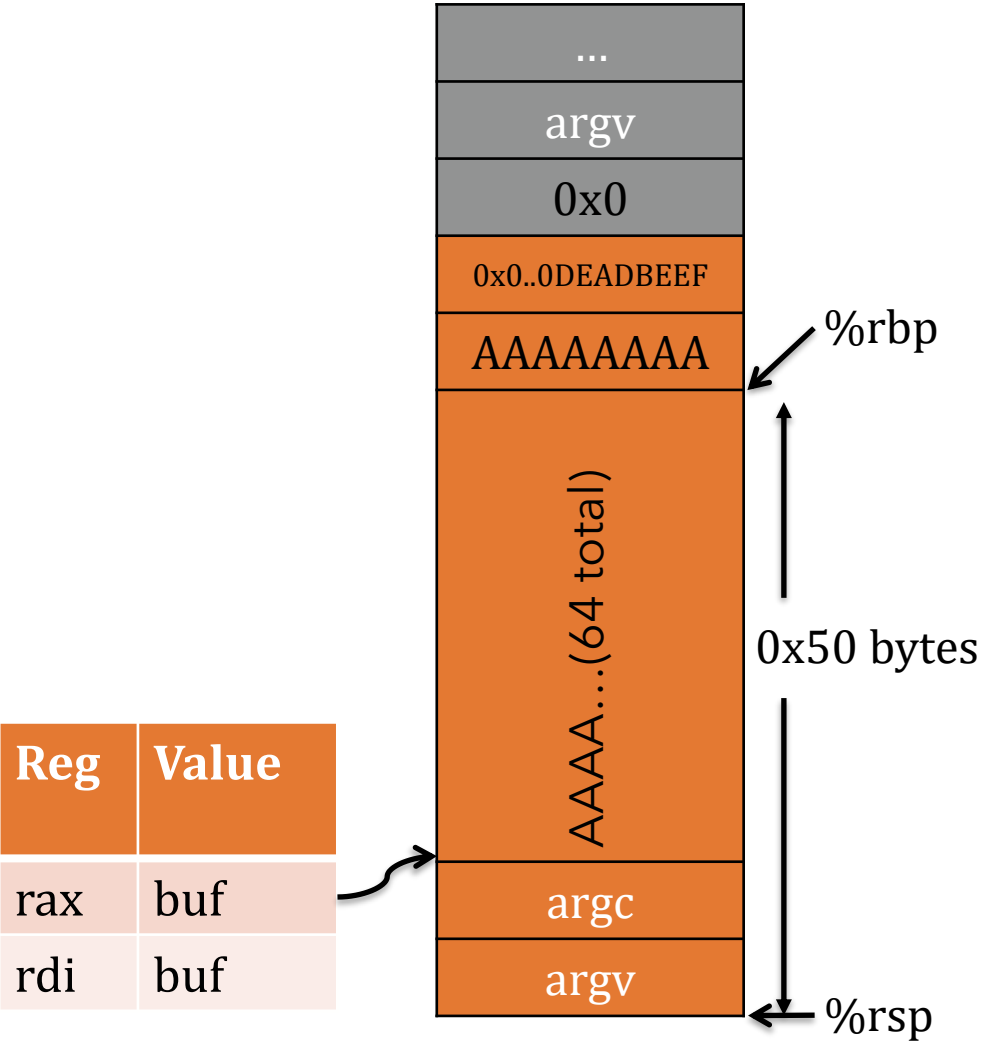 ...
argv
0x0
0x0..0DEADBEEF
AAAAAAAA
%rbp
AAAA...(64 total)
0x50 bytes
Reg Value
rax buf
rdi buf
argc
argv
%rsp